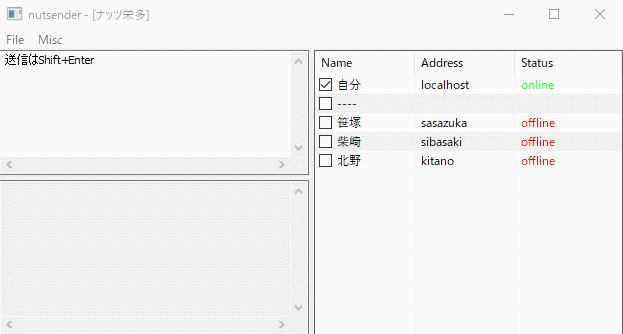 nutsender - [ナッツ栄多]
File Misc
送信はShift+Enter
Name Address Status
自分 localhost online
----
笹塚 sasazuka offline
柴崎 sibasaki offline
北野 kitano offline